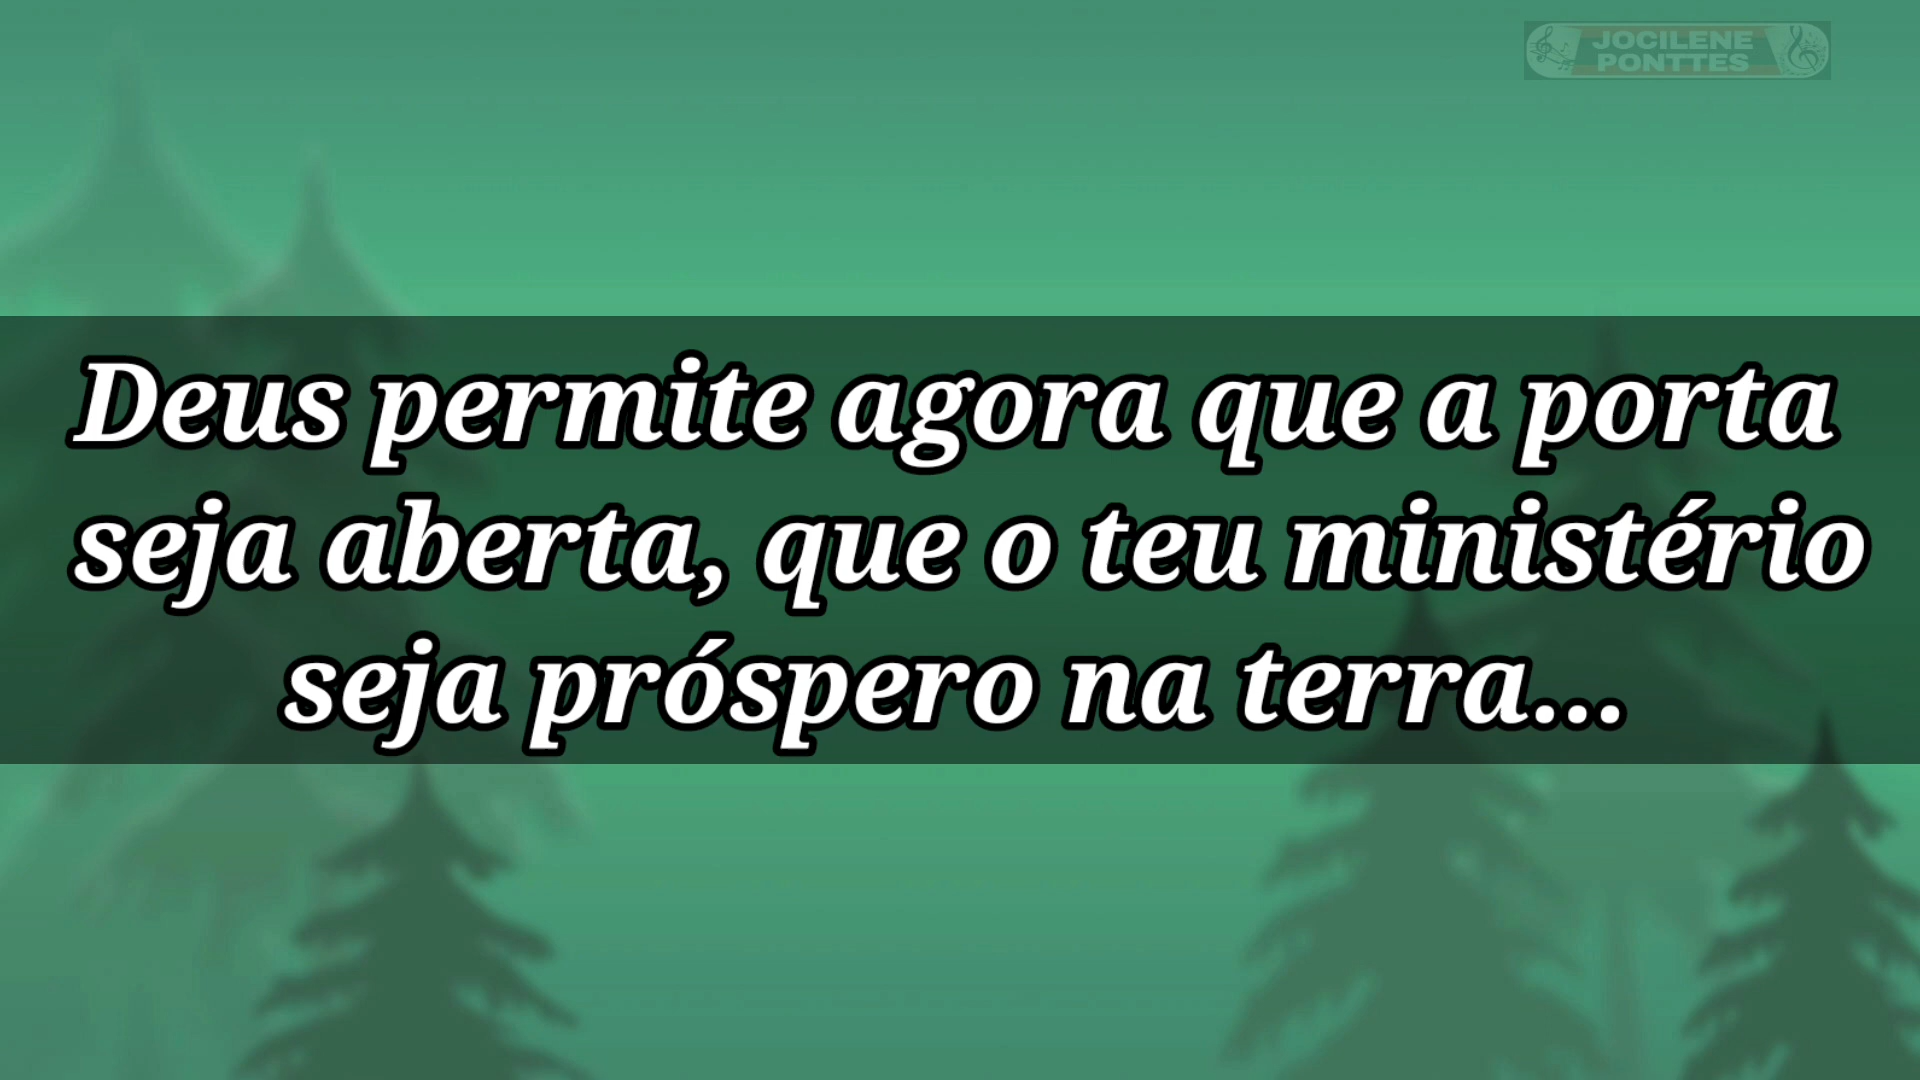 JOCILENE
PONTTES
Deus permite agora que a porta
seja aberta, que o teu ministério
seja próspero na terra...